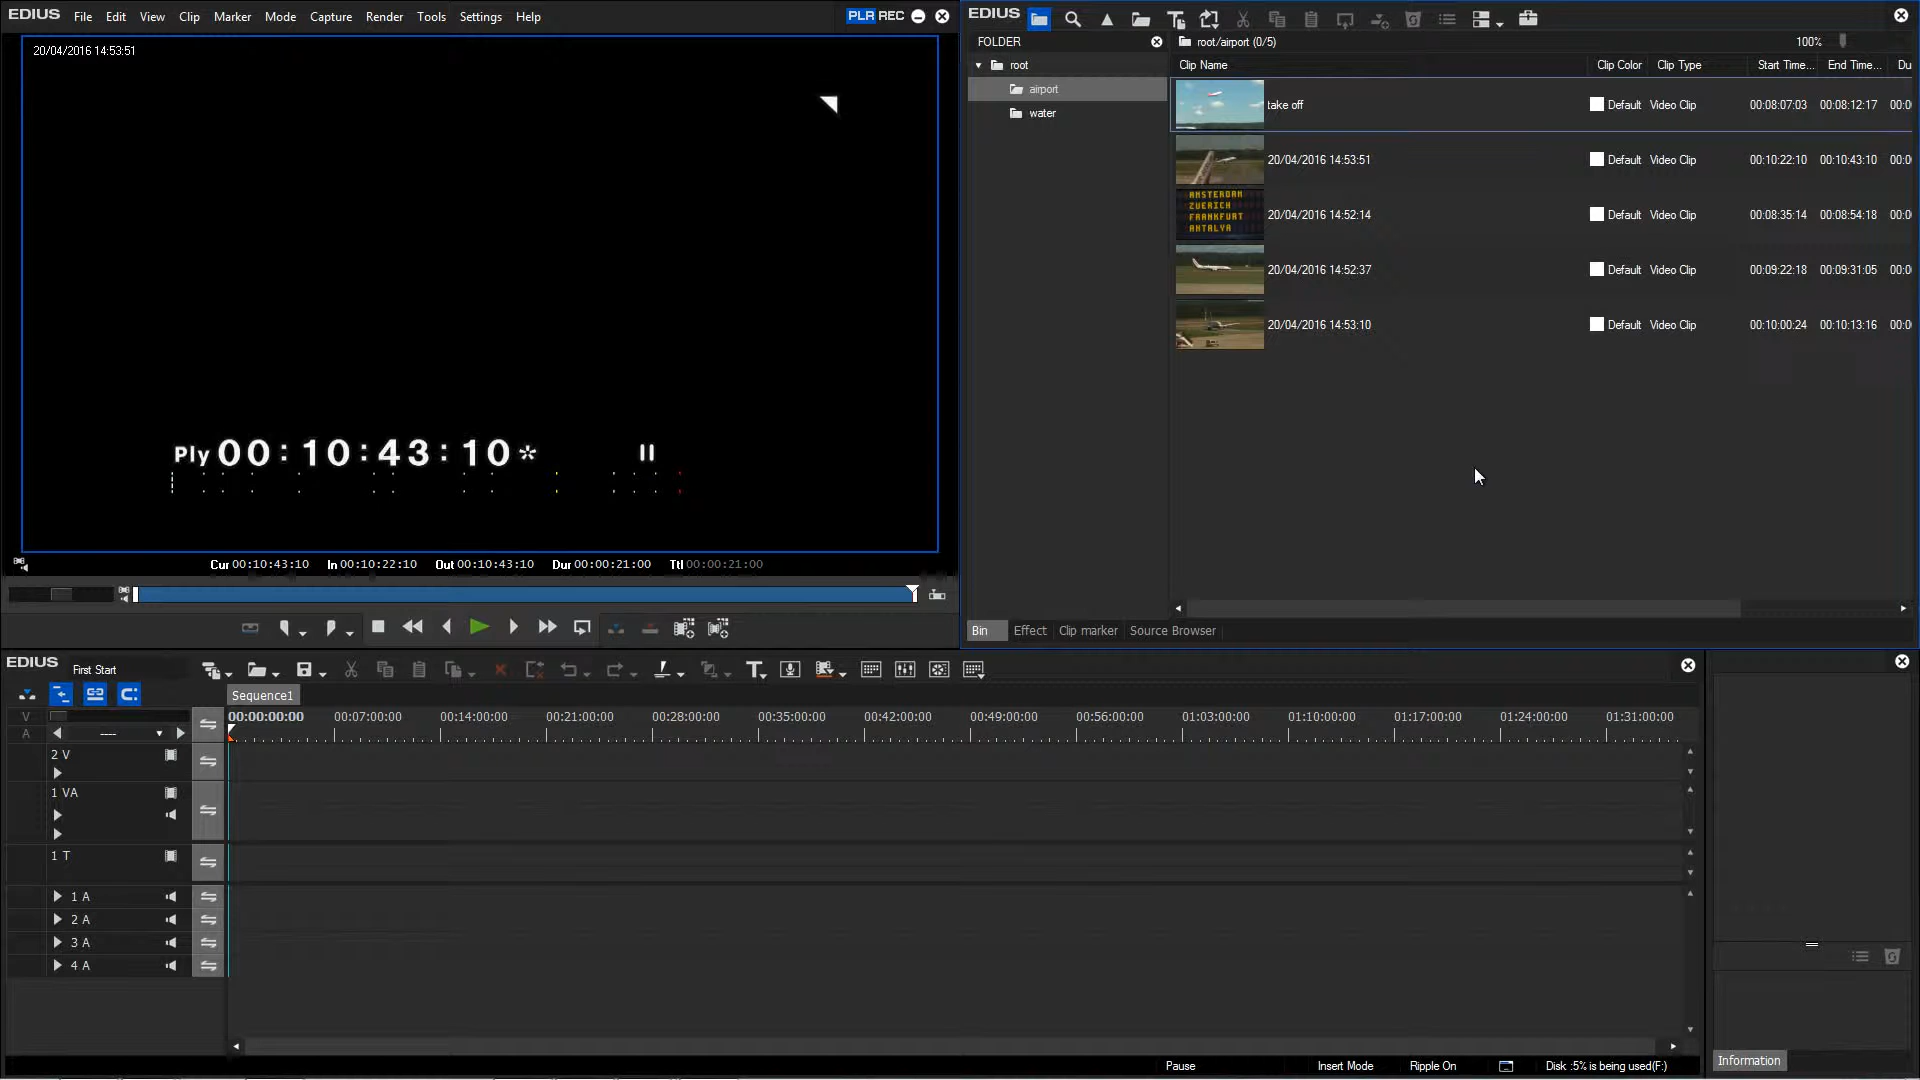 EDIUS File Edit View Clip Marker Mode Capture Render Tools Settings Help PLR REC
20/04/2016 14:53:51
Ply 00:10:43:10 *
Cur 00:10:43:10 In 00:10:22:10 Out 00:10:43:10 Dur 00:00:21:00 Ttl 00:00:21:00
EDIUS
FOLDER
root
airport
water
root/airport (0/5) 100%
Clip Name Clip Color Clip Type Start Time... End Time... Du
take off Default Video Clip 00:08:07:03 00:08:12:17 00:0
20/04/2016 14:53:51 Default Video Clip 00:10:22:10 00:10:43:10 00:0
AMSTERDAM
ZUERICH
FRANKFURT
ANTALYA
20/04/2016 14:52:14 Default Video Clip 00:08:35:14 00:08:54:18 00:0
20/04/2016 14:52:37 Default Video Clip 00:09:22:18 00:09:31:05 00:0
20/04/2016 14:53:10 Default Video Clip 00:10:00:24 00:10:13:16 00:0
Bin Effect Clip marker Source Browser
EDIUS First Start
Sequence1
V
A ----
00:00:00:00 00:07:00:00 00:14:00:00 00:21:00:00 00:28:00:00 00:35:00:00 00:42:00:00 00:49:00:00 00:56:00:00 01:03:00:00 01:10:00:00 01:17:00:00 01:24:00:00 01:31:00:00
2 V
1 VA
1 T
1 A
2 A
3 A
4 A
Information
Pause Insert Mode Ripple On Disk :5% is being used(F:)